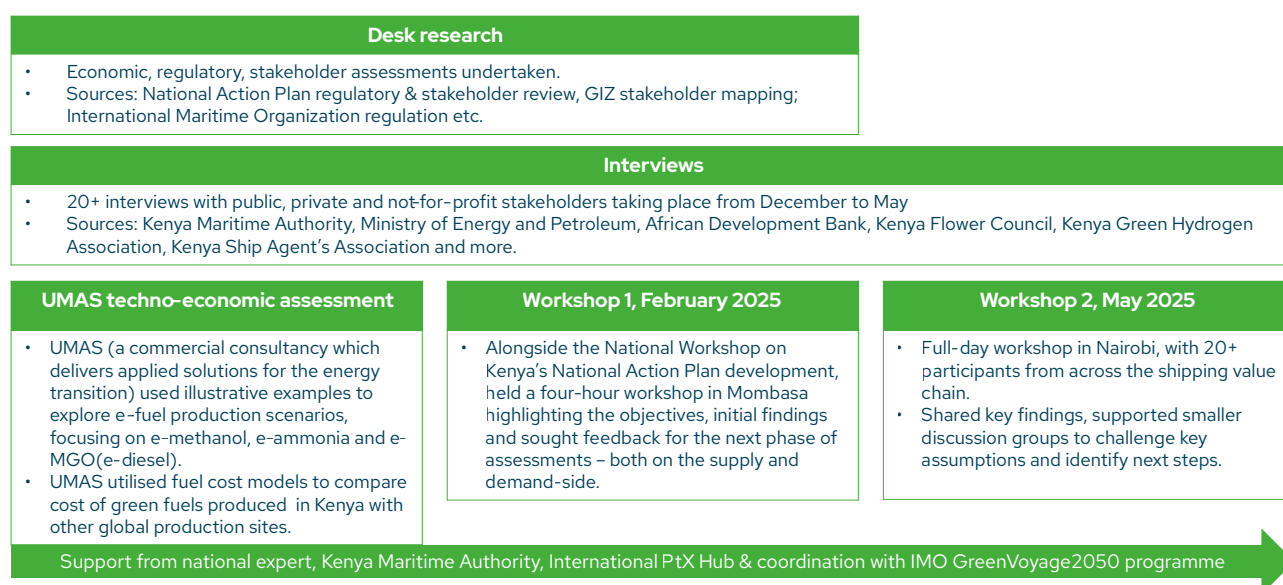 Desk research
• Economic, regulatory, stakeholder assessments undertaken.
• Sources: National Action Plan regulatory & stakeholder review, GIZ stakeholder mapping;
International Maritime Organization regulation etc.
Interviews
• 20+ interviews with public, private and not-for-profit stakeholders taking place from December to May
• Sources: Kenya Maritime Authority, Ministry of Energy and Petroleum, African Development Bank, Kenya Flower Council, Kenya Green Hydrogen
Association, Kenya Ship Agent's Association and more.
UMAS techno-economic assessment
• UMAS (a commercial consultancy which
delivers applied solutions for the energy
transition) used illustrative examples to
explore e-fuel production scenarios,
focusing on e-methanol, e-ammonia and e-
MGO(e-diesel).
• UMAS utilised fuel cost models to compare
cost of green fuels produced in Kenya with
other global production sites.
Workshop 1, February 2025
• Alongside the National Workshop on
Kenya's National Action Plan development,
held a four-hour workshop in Mombasa
highlighting the objectives, initial findings
and sought feedback for the next phase of
assessments – both on the supply and
demand-side.
Workshop 2, May 2025
• Full-day workshop in Nairobi, with 20+
participants from across the shipping value
chain.
• Shared key findings, supported smaller
discussion groups to challenge key
assumptions and identify next steps.
Support from national expert, Kenya Maritime Authority, International PtX Hub & coordination with IMO GreenVoyage2050 programme